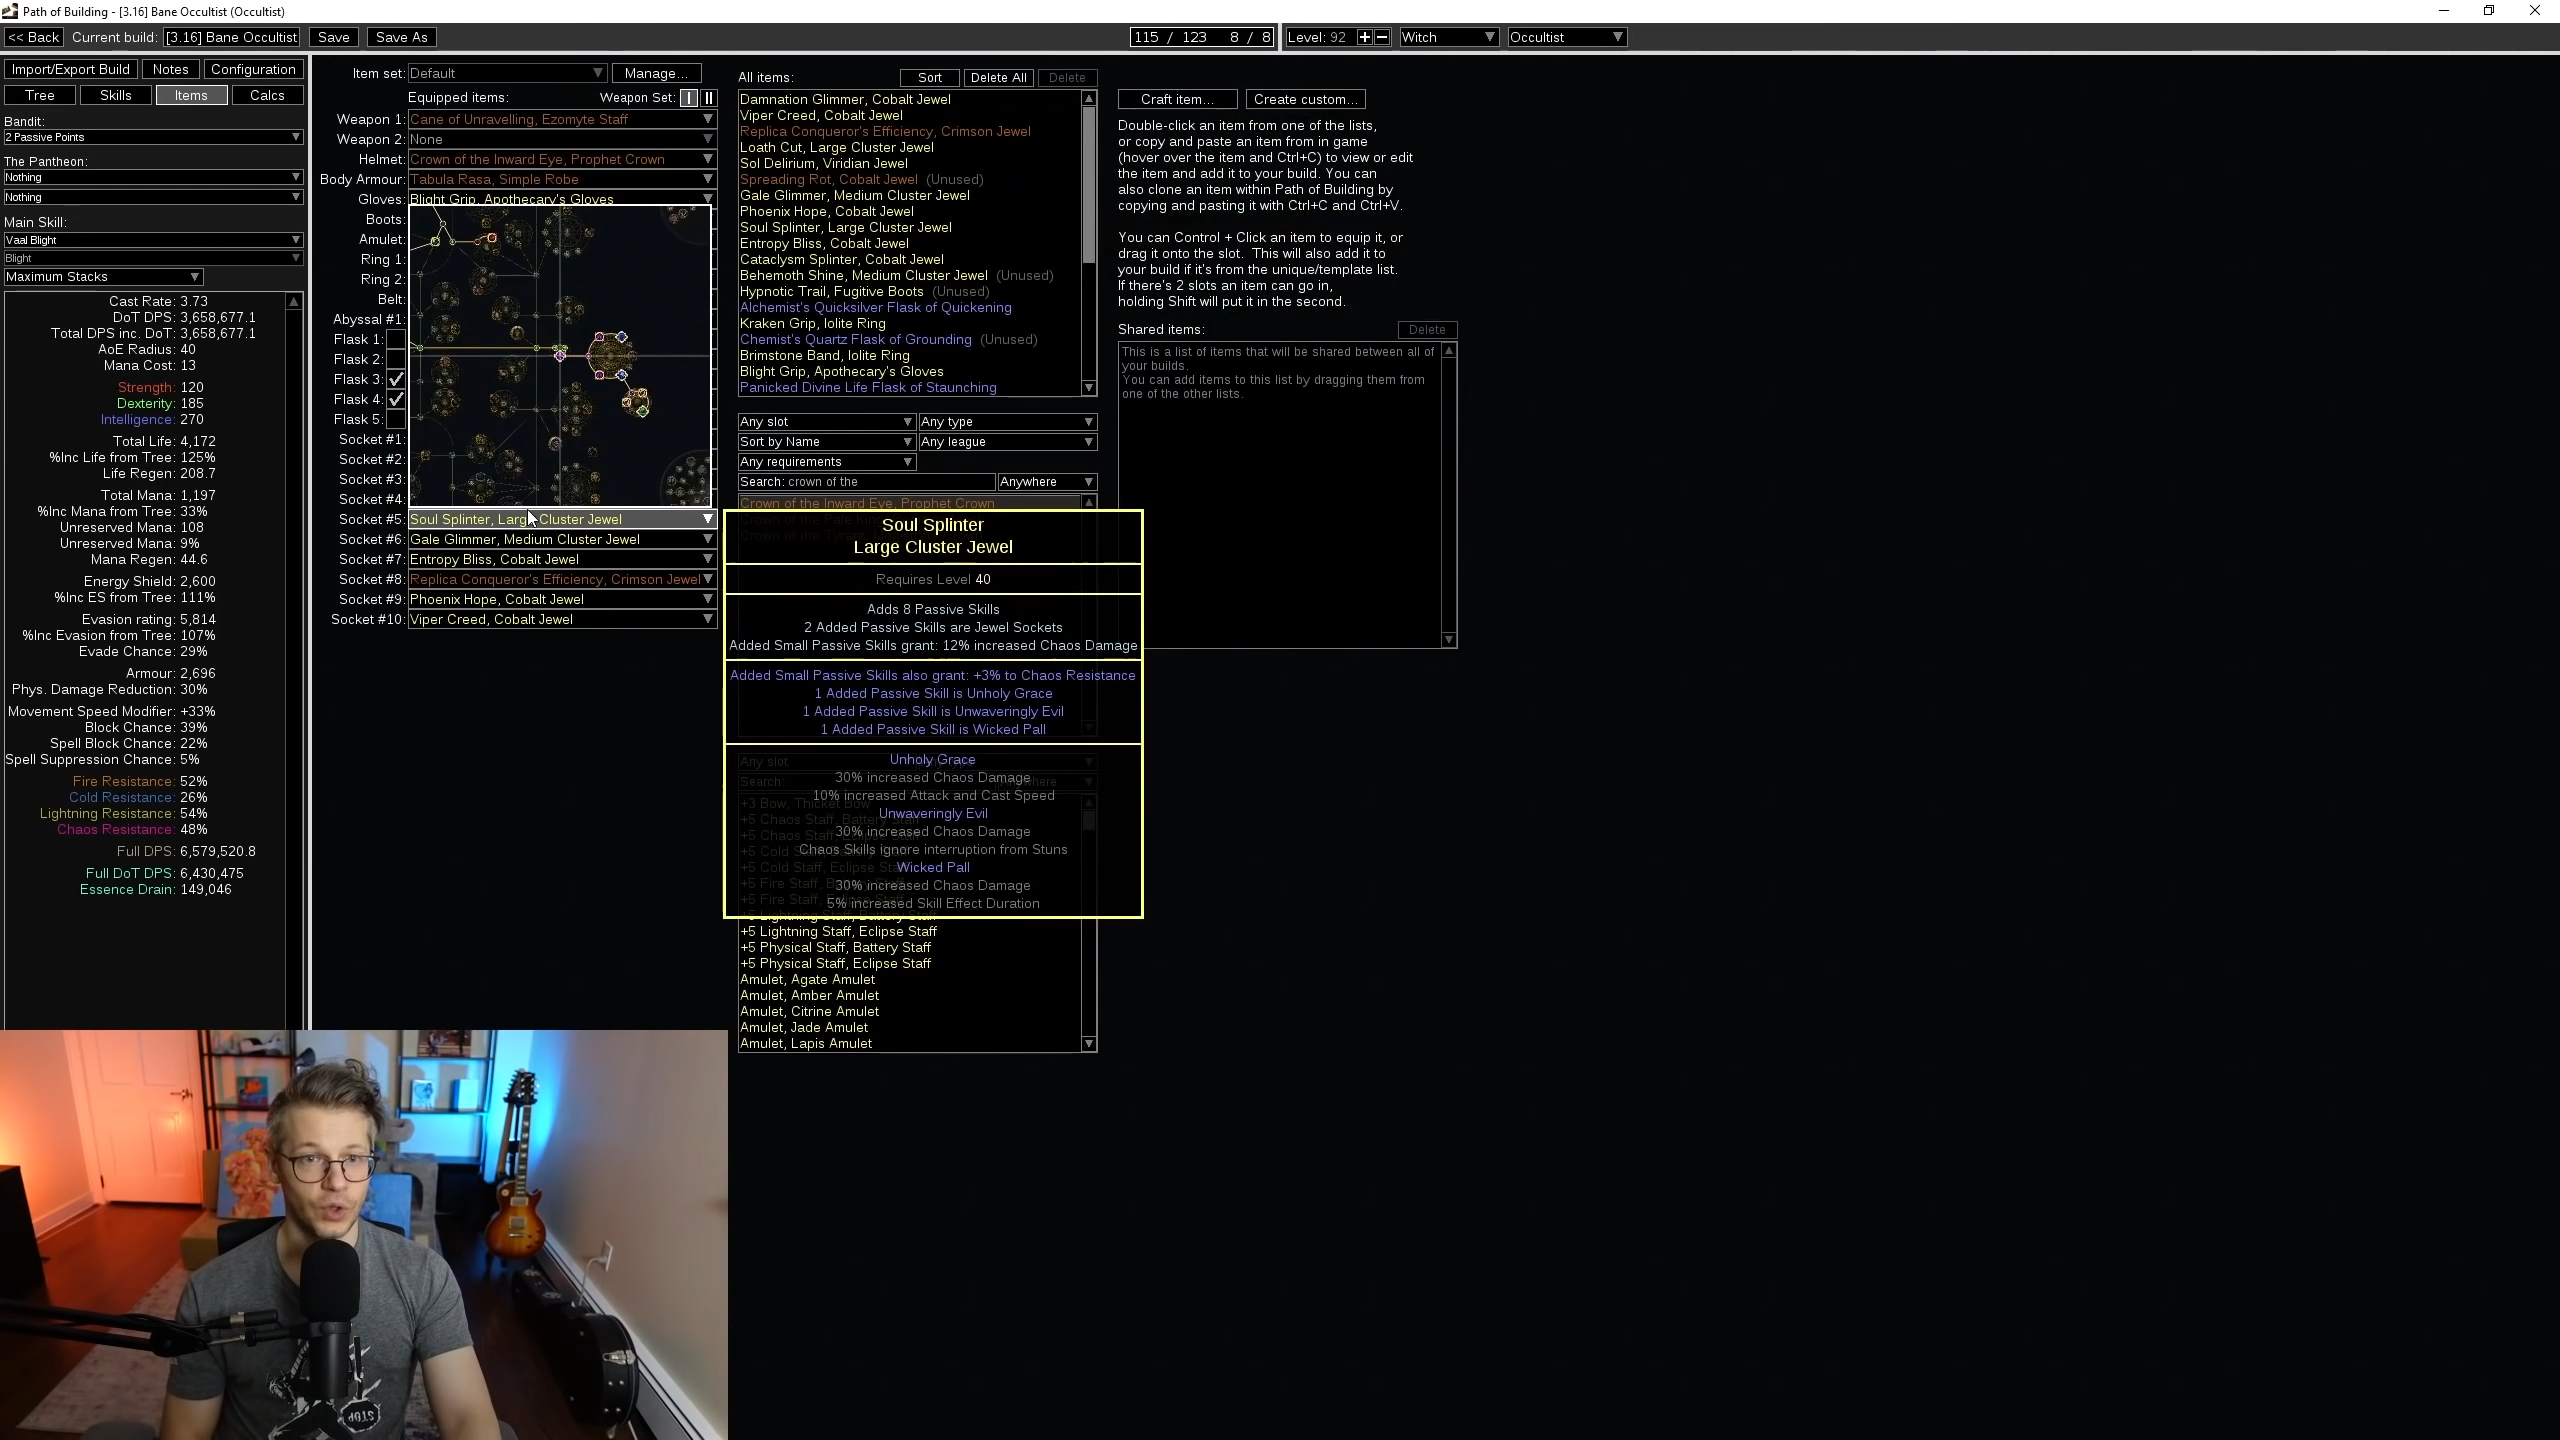 Path of Building - [3.16] Bane Occultist (Occultist)
<< Back
Current build: [3.16] Bane Occultist
Save
Save As
115 / 123 8 / 8
Level: 92
+
−
Witch
Occultist
Import/Export Build
Notes
Configuration
Tree
Skills
Items
Calcs
Bandit:
2 Passive Points
The Pantheon:
Nothing
Nothing
Main Skill:
Vaal Blight
Blight
Maximum Stacks
Cast Rate: 3.73
DoT DPS: 3,658,677.1
Total DPS inc. DoT: 3,658,677.1
AoE Radius: 40
Mana Cost: 13
Strength: 120
Dexterity: 185
Intelligence: 270
Total Life: 4,172
%Inc Life from Tree: 125%
Life Regen: 208.7
Total Mana: 1,197
%Inc Mana from Tree: 33%
Unreserved Mana: 108
Unreserved Mana: 9%
Mana Regen: 44.6
Energy Shield: 2,600
%Inc ES from Tree: 111%
Evasion rating: 5,814
%Inc Evasion from Tree: 107%
Evade Chance: 29%
Armour: 2,696
Phys. Damage Reduction: 30%
Movement Speed Modifier: +33%
Block Chance: 39%
Spell Block Chance: 22%
Spell Suppression Chance: 5%
Fire Resistance: 52%
Cold Resistance: 26%
Lightning Resistance: 54%
Chaos Resistance: 48%
Full DPS: 6,579,520.8
Full DoT DPS: 6,430,475
Essence Drain: 149,046
Item set: Default
Manage...
Equipped items:
Weapon Set: I II
Weapon 1: Cane of Unravelling, Ezomyte Staff
Weapon 2: None
Helmet: Crown of the Inward Eye, Prophet Crown
Body Armour: Tabula Rasa, Simple Robe
Gloves: Blight Grip, Apothecary's Gloves
Boots:
Amulet:
Ring 1:
Ring 2:
Belt:
Abyssal #1:
Flask 1:
Flask 2:
Flask 3:
Flask 4:
Flask 5:
Socket #1:
Socket #2:
Socket #3:
Socket #4:
Socket #5: Soul Splinter, Large Cluster Jewel
Socket #6: Gale Glimmer, Medium Cluster Jewel
Socket #7: Entropy Bliss, Cobalt Jewel
Socket #8: Replica Conqueror's Efficiency, Crimson Jewel
Socket #9: Phoenix Hope, Cobalt Jewel
Socket #10: Viper Creed, Cobalt Jewel
All items:
Sort
Delete All
Delete
Damnation Glimmer, Cobalt Jewel
Viper Creed, Cobalt Jewel
Replica Conqueror's Efficiency, Crimson Jewel
Loath Cut, Large Cluster Jewel
Sol Delirium, Viridian Jewel
Spreading Rot, Cobalt Jewel (Unused)
Gale Glimmer, Medium Cluster Jewel
Phoenix Hope, Cobalt Jewel
Soul Splinter, Large Cluster Jewel
Entropy Bliss, Cobalt Jewel
Cataclysm Splinter, Cobalt Jewel
Behemoth Shine, Medium Cluster Jewel (Unused)
Hypnotic Trail, Fugitive Boots (Unused)
Alchemist's Quicksilver Flask of Quickening
Kraken Grip, Iolite Ring
Chemist's Quartz Flask of Grounding (Unused)
Brimstone Band, Iolite Ring
Blight Grip, Apothecary's Gloves
Panicked Divine Life Flask of Staunching
Any slot
Any type
Sort by Name
Any league
Any requirements
Search: crown of the
Anywhere
Crown of the Inward Eye, Prophet Crown
Soul Splinter
Large Cluster Jewel
Requires Level 40
Adds 8 Passive Skills
2 Added Passive Skills are Jewel Sockets
Added Small Passive Skills grant: 12% increased Chaos Damage
Added Small Passive Skills also grant: +3% to Chaos Resistance
1 Added Passive Skill is Unholy Grace
1 Added Passive Skill is Unwaveringly Evil
1 Added Passive Skill is Wicked Pall
Unholy Grace
30% increased Chaos Damage
10% increased Attack and Cast Speed
Unwaveringly Evil
30% increased Chaos Damage
Chaos Skills ignore interruption from Stuns
Wicked Pall
30% increased Chaos Damage
5% increased Skill Effect Duration
Any slot
Search:
+3 Bow, Thicket Bow
+5 Chaos Staff, Battery Staff
+5 Lightning Staff, Battery Staff
+5 Lightning Staff, Eclipse Staff
+5 Physical Staff, Battery Staff
+5 Physical Staff, Eclipse Staff
Amulet, Agate Amulet
Amulet, Amber Amulet
Amulet, Citrine Amulet
Amulet, Jade Amulet
Amulet, Lapis Amulet
Craft item...
Create custom...
Double-click an item from one of the lists,
or copy and paste an item from in game
(hover over the item and Ctrl+C) to view or edit
the item and add it to your build. You can
also clone an item within Path of Building by
copying and pasting it with Ctrl+C and Ctrl+V.
You can Control + Click an item to equip it, or
drag it onto the slot. This will also add it to
your build if it's from the unique/template list.
If there's 2 slots an item can go in,
holding Shift will put it in the second.
Shared items:
Delete
This is a list of items that will be shared between all of
your builds.
You can add items to this list by dragging them from
one of the other lists.
STOP